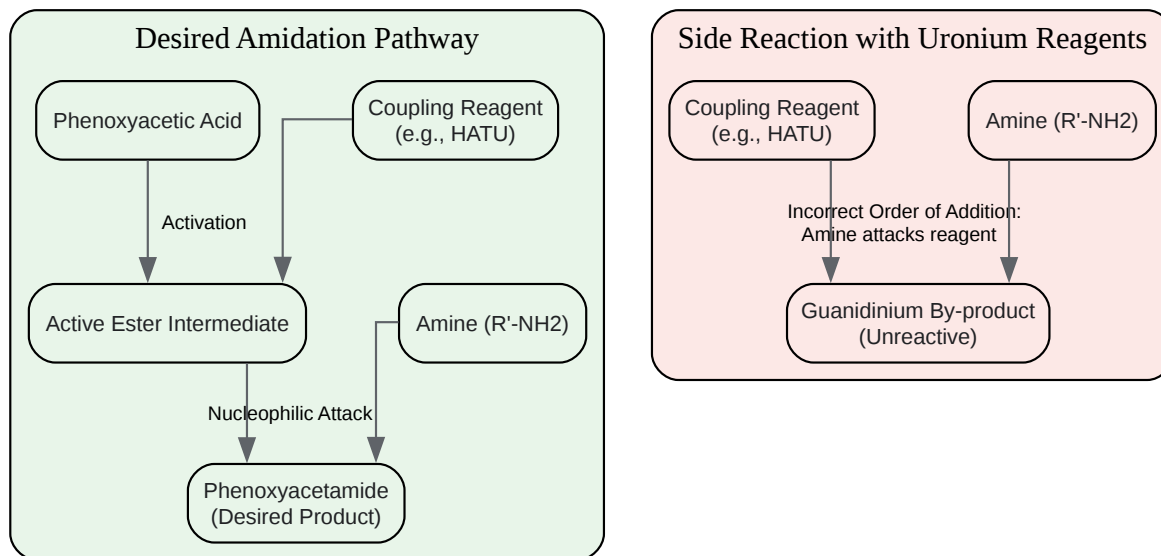 Desired Amidation Pathway
Phenoxyacetic Acid
Coupling Reagent
(e.g., HATU)
Activation
Active Ester Intermediate
Amine (R'-NH2)
Nucleophilic Attack
Phenoxyacetamide
(Desired Product)
Side Reaction with Uronium Reagents
Coupling Reagent
(e.g., HATU)
Amine (R'-NH2)
Incorrect Order of Addition:
Amine attacks reagent
Guanidinium By-product
(Unreactive)